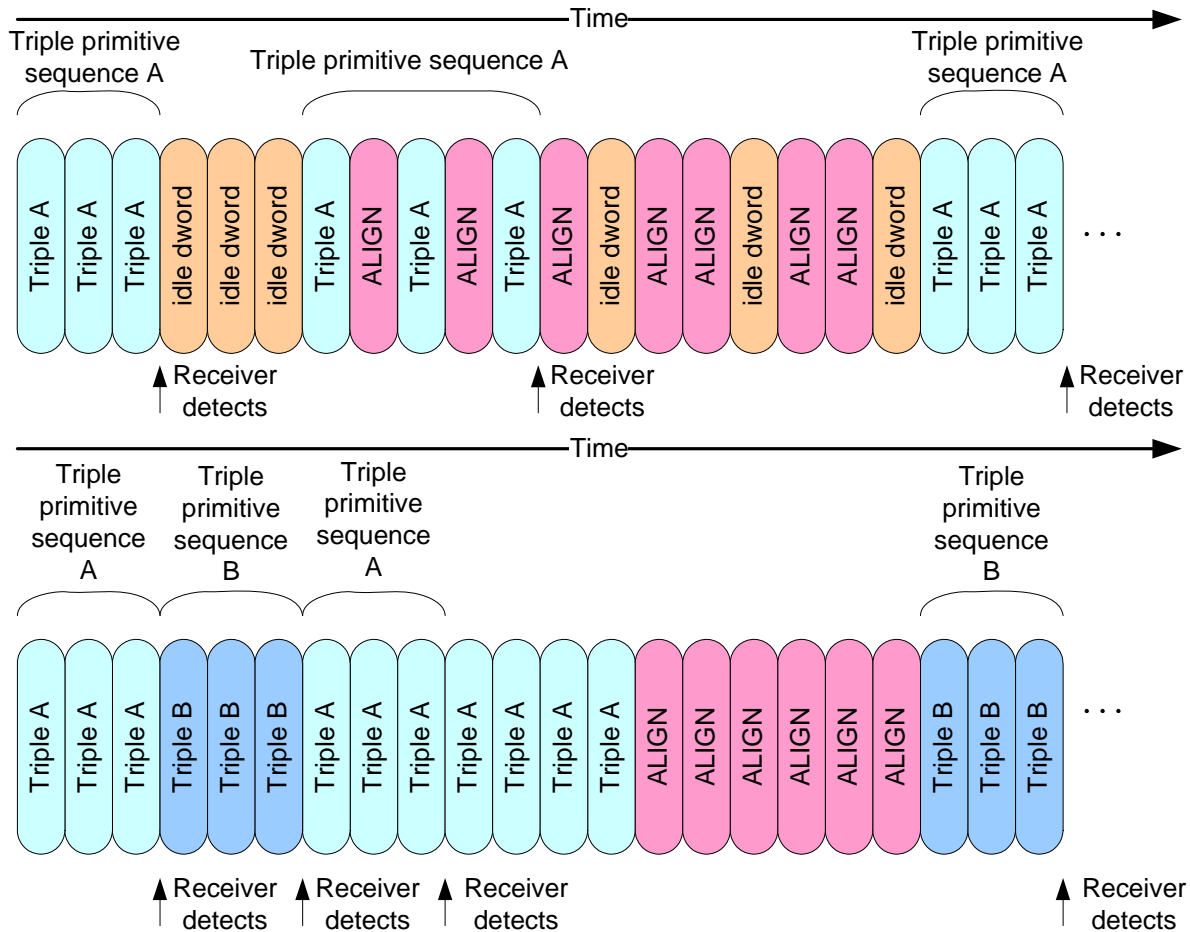 Time
Triple primitive
sequence A
Triple primitive sequence A
Triple primitive
sequence A
Triple A
Triple A
Triple A
idle dword
idle dword
idle dword
Triple A
ALIGN
Triple A
ALIGN
Triple A
ALIGN
idle dword
ALIGN
ALIGN
idle dword
ALIGN
ALIGN
idle dword
Triple A
Triple A
Triple A
. . .
Receiver
detects
Receiver
detects
Receiver
detects
Time
Triple
primitive
sequence
A
Triple
primitive
sequence
B
Triple
primitive
sequence
A
Triple
primitive
sequence
B
Triple A
Triple A
Triple A
Triple B
Triple B
Triple B
Triple A
Triple A
Triple A
Triple A
Triple A
Triple A
Triple A
ALIGN
ALIGN
ALIGN
ALIGN
ALIGN
ALIGN
Triple B
Triple B
Triple B
. . .
Receiver
detects
Receiver
detects
Receiver
detects
Receiver
detects